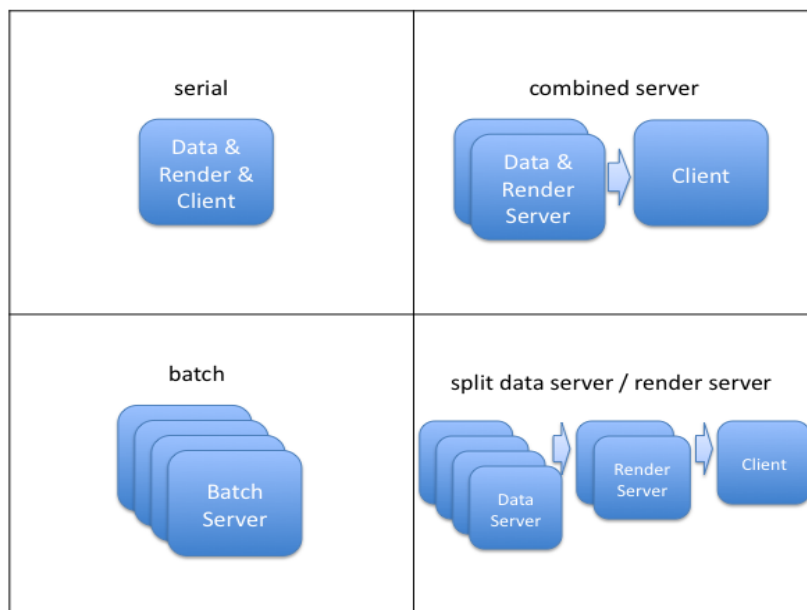 serial
Data &
Render &
Client
combined server
Data &
Render
Server
Client
batch
Batch
Server
split data server / render server
Data
Server
Render
Server
Client